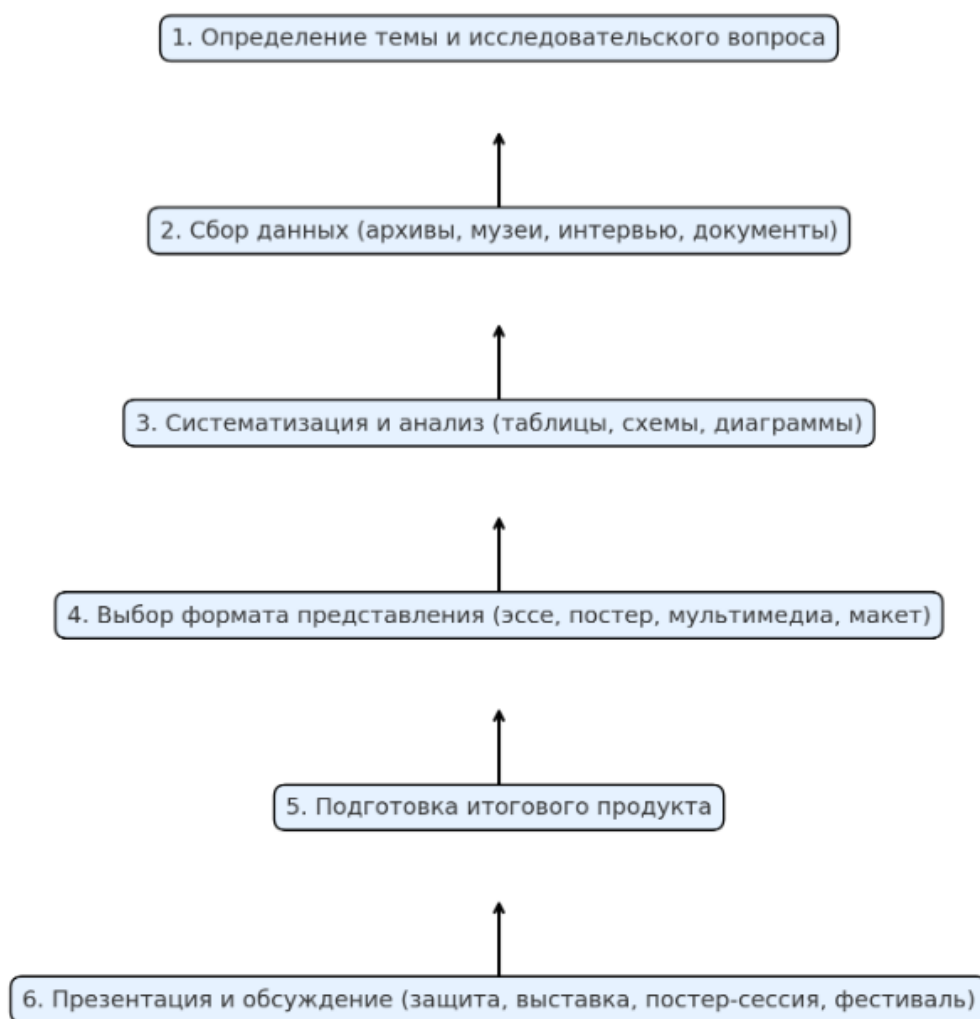 1. Определение темы и исследовательского вопроса
2. Сбор данных (архивы, музеи, интервью, документы)
3. Систематизация и анализ (таблицы, схемы, диаграммы)
4. Выбор формата представления (эссе, постер, мультимедиа, макет)
5. Подготовка итогового продукта
6. Презентация и обсуждение (защита, выставка, постер-сессия, фестиваль)